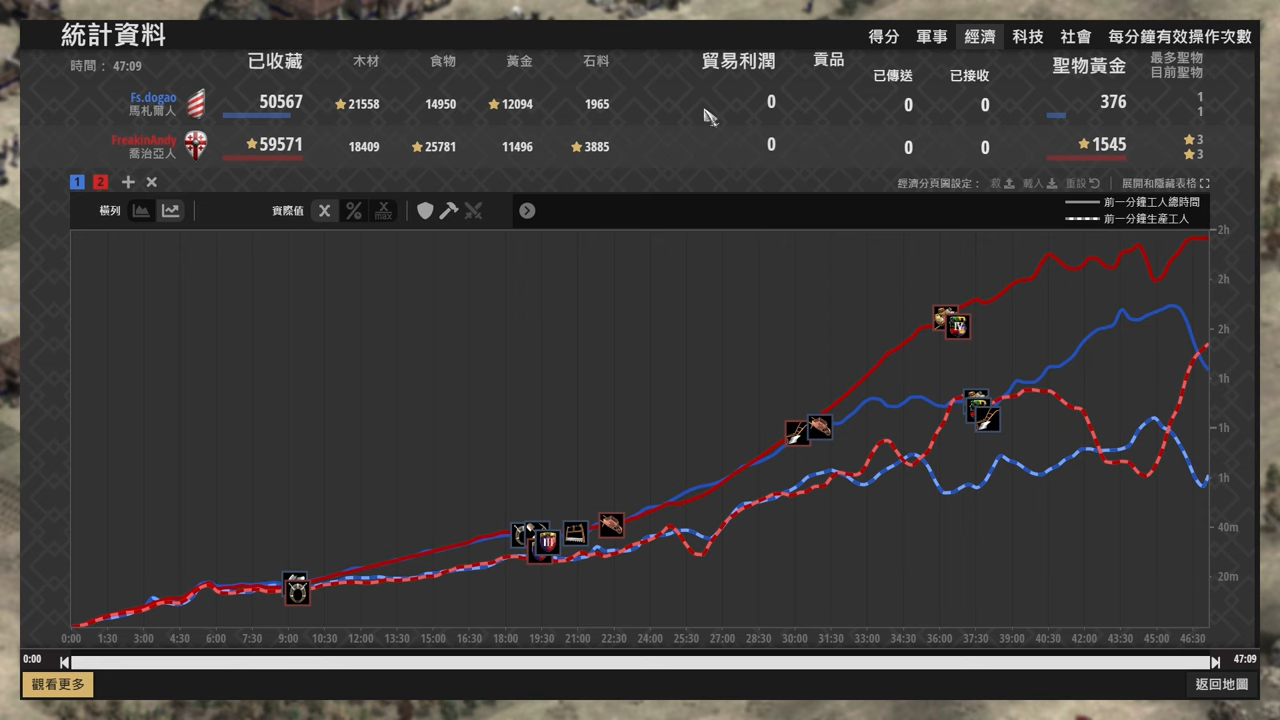 統計資料
得分 軍事 經濟 科技 社會 每分鐘有效操作次數
時間： 47:09
已收藏 木材 食物 黃金 石料 貿易利潤 貢品 已傳送 已接收 聖物黃金 最多聖物
目前聖物
Fs.dogao 50567 21558 14950 12094 1965 0 0 0 376 1
馬札爾人 1
FreakinAndy 59571 18409 25781 11496 3885 0 0 0 1545 3
喬治亞人 3
1 2
經濟分頁圖設定： 載入 重設 展開和隱藏表格
橫列 實際值 X % X max
前一分鐘工人總時間
前一分鐘生產工人
2h
2h
2h
1h
1h
1h
40m
20m
IV
III
0:00 1:30 3:00 4:30 6:00 7:30 9:00 10:30 12:00 13:30 15:00 16:30 18:00 19:30 21:00 22:30 24:00 25:30 27:00 28:30 30:00 31:30 33:00 34:30 36:00 37:30 39:00 40:30 42:00 43:30 45:00 46:30
0:00 47:09
觀看更多 返回地圖